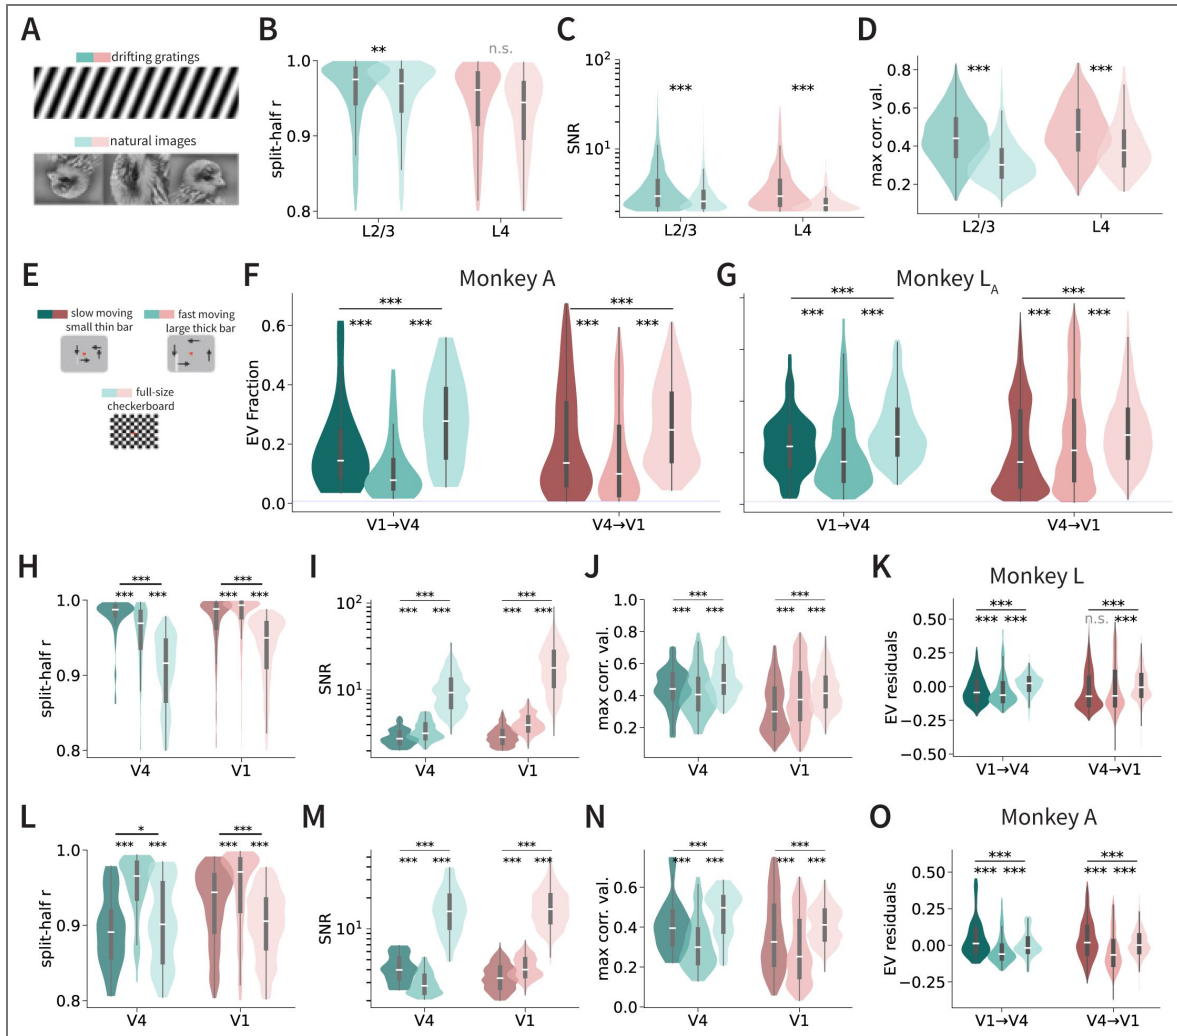 A
drifting gratings
natural images
B
**
n.s.
split-half r
1.0
0.9
0.8
L2/3
L4
C
***
***
SNR
10²
10¹
L2/3
L4
D
***
***
max corr. val.
0.8
0.6
0.4
0.2
L2/3
L4
E
slow moving
small thin bar
fast moving
large thick bar
full-size
checkerboard
F
Monkey A
***
***
***
***
***
***
EV Fraction
0.6
0.4
0.2
0.0
V1→V4
V4→V1
G
Monkey L_A
***
***
***
***
***
***
V1→V4
V4→V1
H
***
***
***
***
***
***
split-half r
1.0
0.9
0.8
V4
V1
I
***
***
***
***
***
***
SNR
10²
10¹
V4
V1
J
***
***
***
***
***
***
max corr. val.
1.0
0.8
0.6
0.4
0.2
V4
V1
K
Monkey L
***
***
***
***
n.s.
***
EV residuals
0.50
0.25
0.00
−0.25
−0.50
V1→V4
V4→V1
L
*
***
***
***
***
***
split-half r
1.0
0.9
0.8
V4
V1
M
***
***
***
***
***
***
SNR
10¹
V4
V1
N
***
***
***
***
***
***
max corr. val.
0.6
0.4
0.2
0.0
V4
V1
O
Monkey A
***
***
***
***
***
***
EV residuals
0.50
0.25
0.00
−0.25
V1→V4
V4→V1